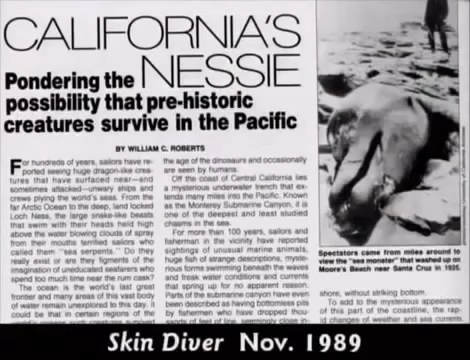 CALIFORNIA'S
NESSIE
Pondering the
possibility that pre-historic
creatures survive in the Pacific
BY WILLIAM C. ROBERTS
For hundreds of years, sailors have re-
ported seeing huge dragon-like crea-
tures that have surfaced near—and
sometimes attacked—unwary ships and
crews plying the world's seas. From the
far Arctic Ocean to the deep, land locked
Loch Ness, the large snake-like beasts
that swim with their heads held high
above the water blowing clouds of spray
from their mouths terrified sailors who
called them "sea serpents." Do they
really exist or are they figments of the
imagination of uneducated seafarers who
spend too much time near the rum cask?
The ocean is the world's last great
frontier and many areas of this vast body
of water remain unexplored to this day. It
could be that in certain regions of the
the age of the dinosaurs and occasionally
are seen by humans.
Off the coast of Central California lies
a mysterious underwater trench that ex-
tends many miles into the Pacific. Known
as the Monterey Submarine Canyon, it is
one of the deepest and least studied
chasms in the sea.
For more than 100 years, sailors and
fishermen in the vicinity have reported
sightings of unusual marine animals,
huge fish of strange descriptions, myste-
rious forms swimming beneath the waves
and freak water conditions and currents
that spring up for no apparent reason.
Parts of the submarine canyon have even
been described as having bottomless pits
by fishermen who have dropped thou-
sands of feet of line, seemingly close in-
Spectators came from miles around to
view the "sea monster" that washed up on
Moore's Beach near Santa Cruz in 1925.
shore, without striking bottom.
To add to the mysterious appearance
of this part of the coastline, the rap-
id changes of weather and sea currents
Skin Diver Nov. 1989